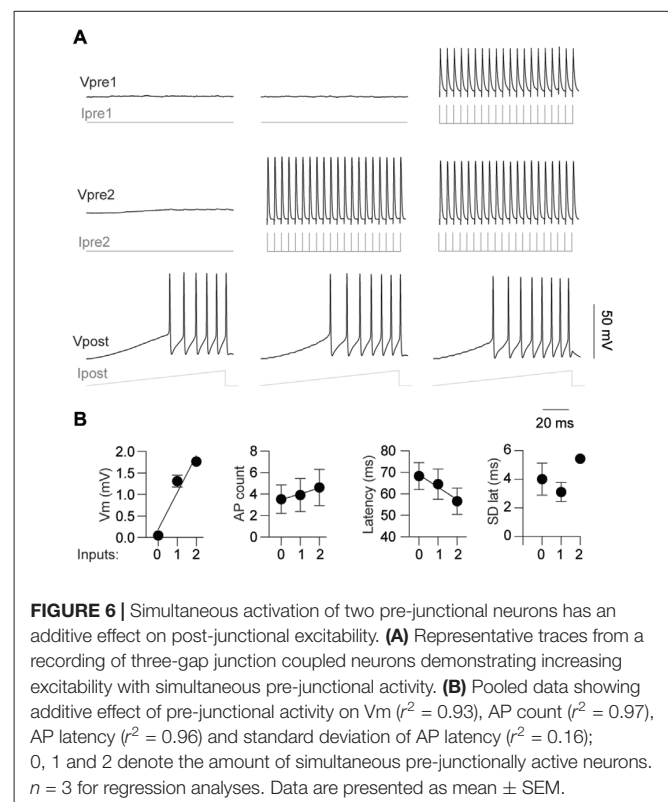 A
Vpre1
Ipre1
Vpre2
Ipre2
Vpost
Ipost
50 mV
20 ms
B
Vm (mV)
2.0
1.5
1.0
0.5
0.0
Inputs: 0 1 2
AP count
8
6
4
2
0
0 1 2
Latency (ms)
80
70
60
50
40
0 1 2
SD lat (ms)
6
4
2
0
0 1 2
FIGURE 6 | Simultaneous activation of two pre-junctional neurons has an
additive effect on post-junctional excitability. (A) Representative traces from a
recording of three-gap junction coupled neurons demonstrating increasing
excitability with simultaneous pre-junctional activity. (B) Pooled data showing
additive effect of pre-junctional activity on Vm (r² = 0.93), AP count (r² = 0.97),
AP latency (r² = 0.96) and standard deviation of AP latency (r² = 0.16);
0, 1 and 2 denote the amount of simultaneous pre-junctionally active neurons.
n = 3 for regression analyses. Data are presented as mean ± SEM.